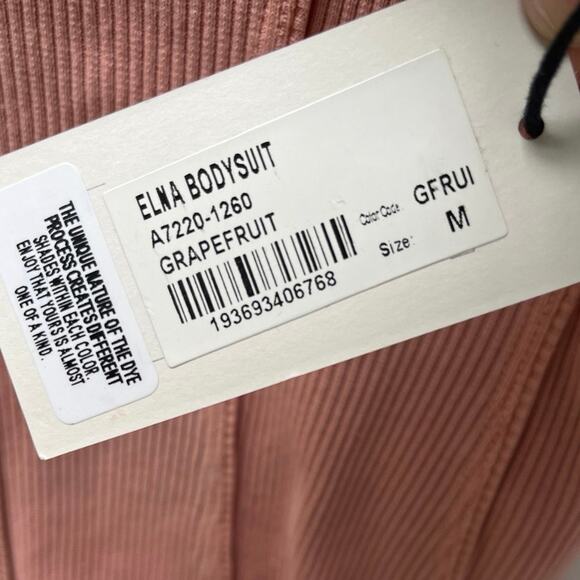 ELNA BODYSUIT
A7220-1260
GRAPEFRUIT
193693406768
Color Code: GFRUI
Size: M
THE UNIQUE NATURE OF THE DYE
PROCESS CREATES DIFFERENT
SHADES WITHIN EACH COLOR.
ENJOY THAT YOURS IS ALMOST
ONE OF A KIND.